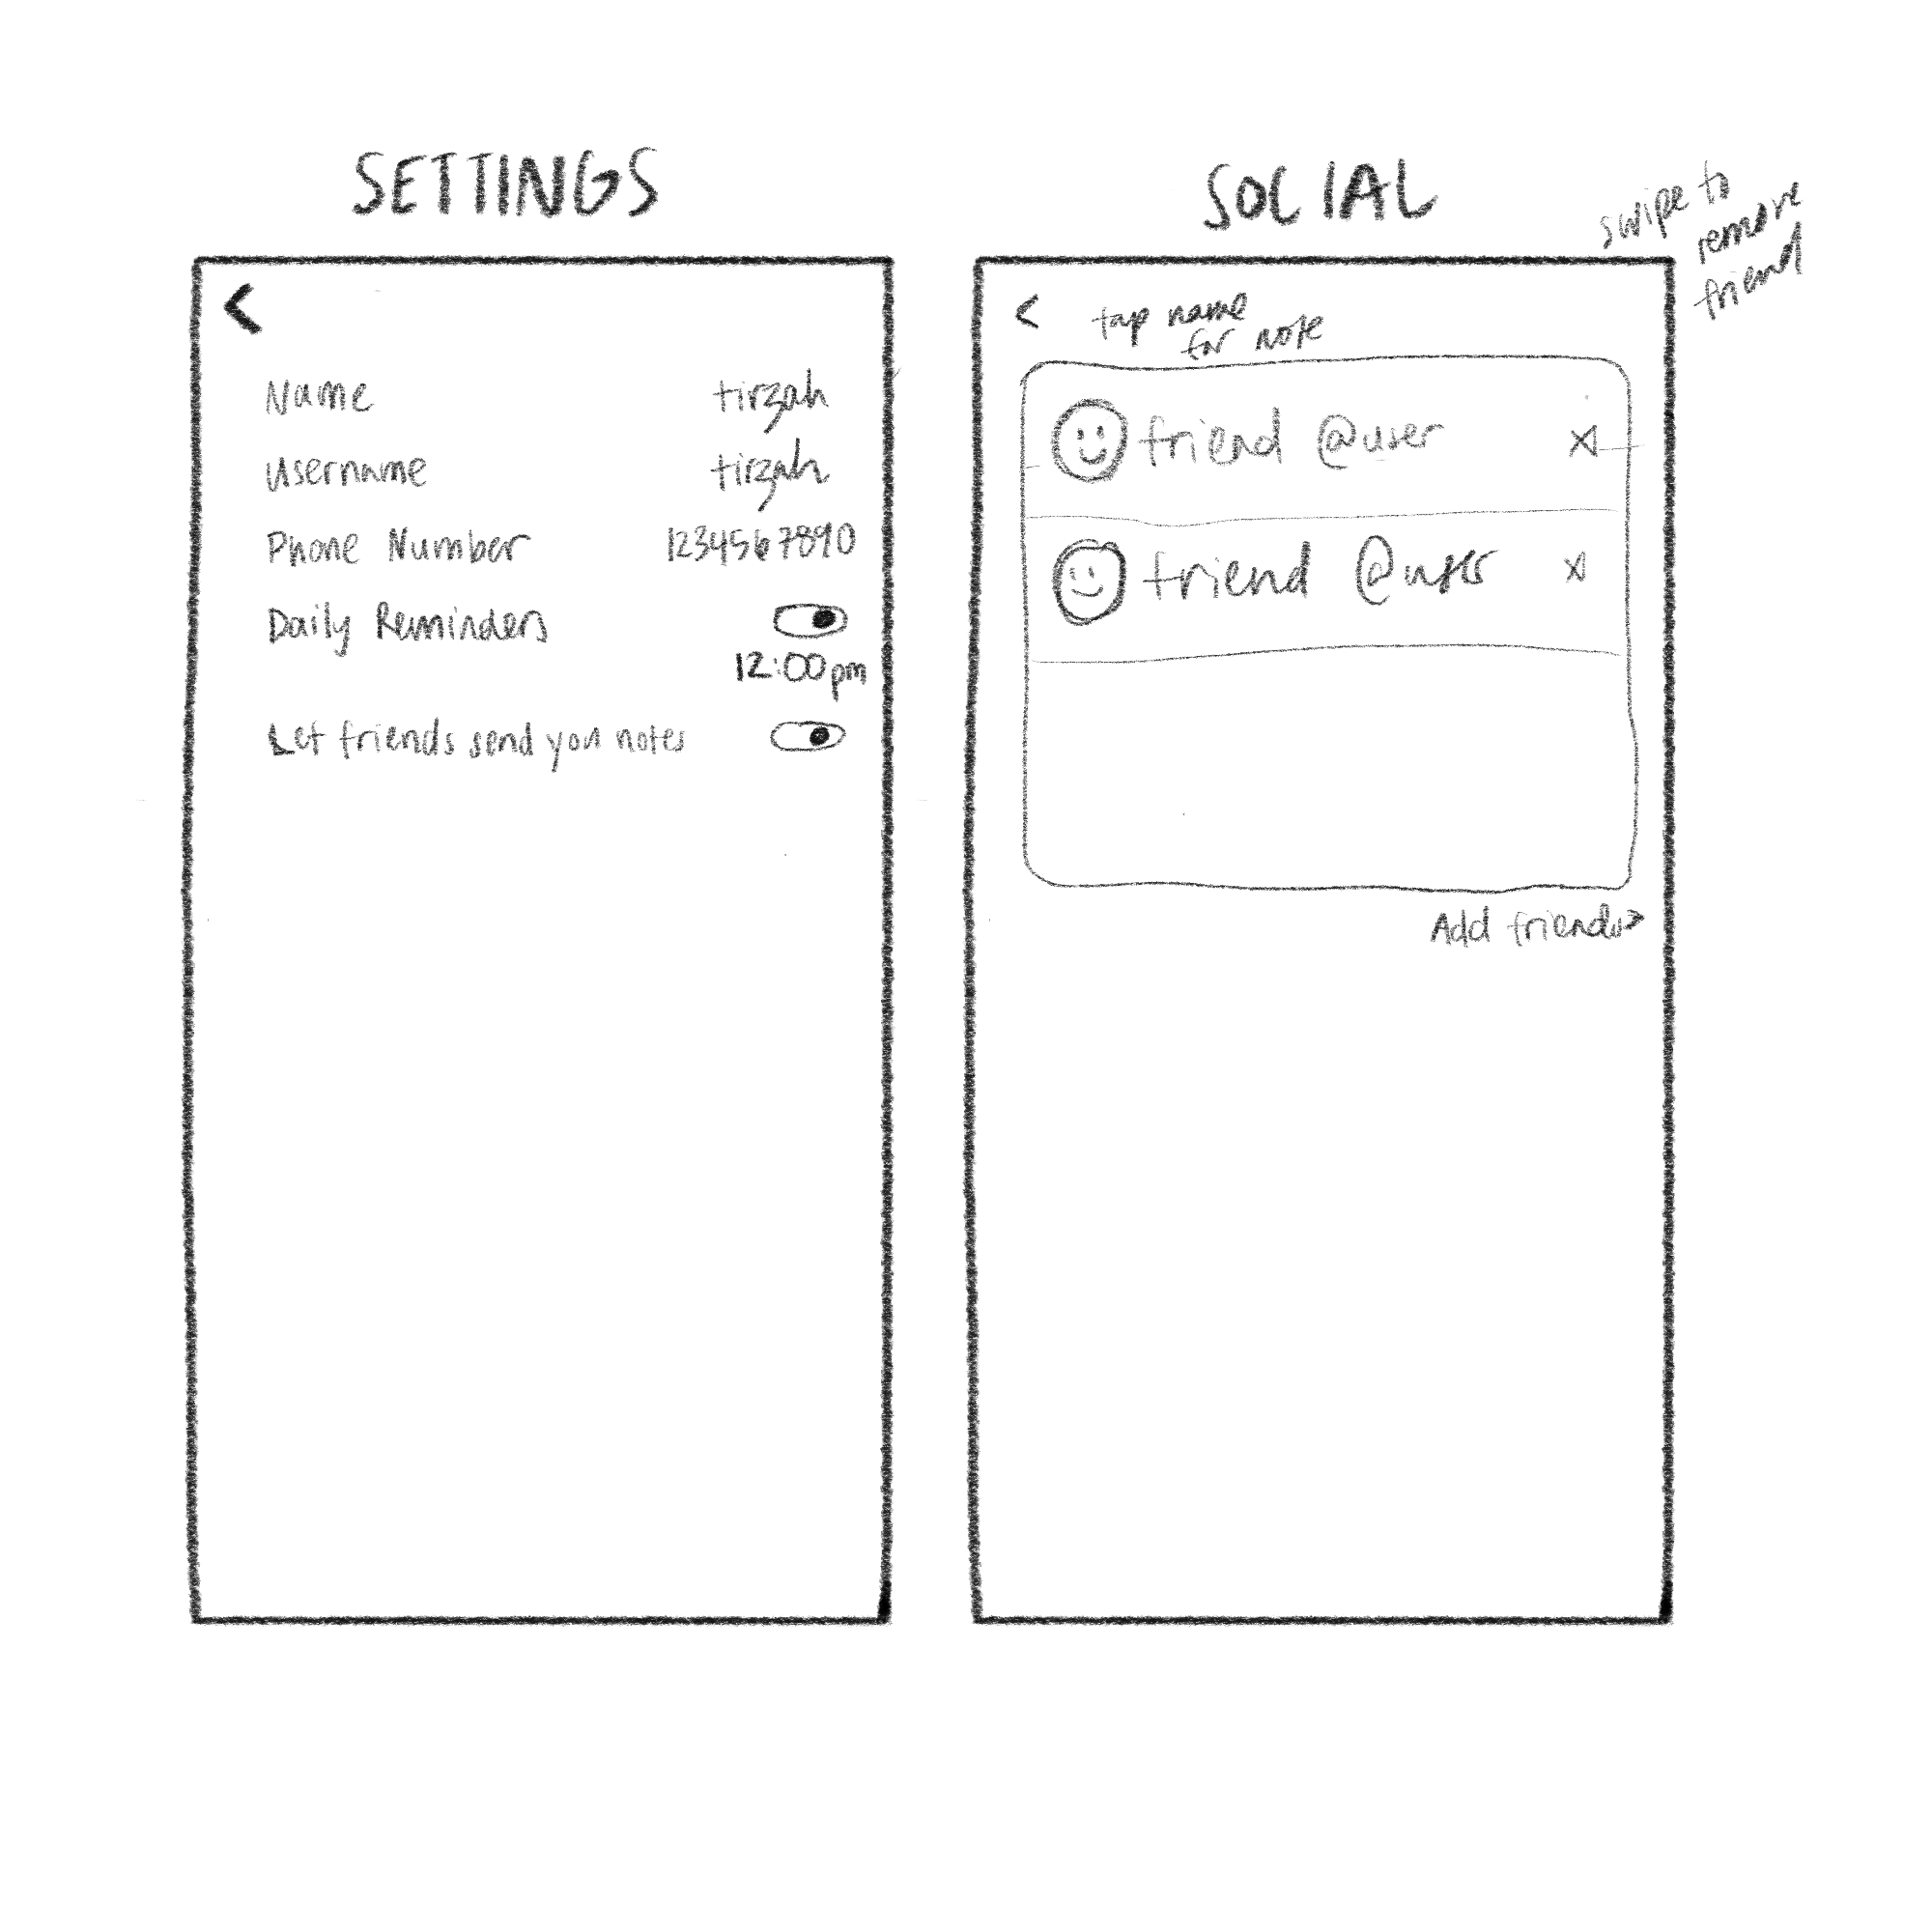 SETTINGS
<
Name tirzah
username tirzah
Phone Number 1234567890
Daily Reminders
12:00pm
Let friends send you notes
SOCIAL
swipe to
remove
friend
<
tap name
for note
friend @user X
friend @user X
Add friends>